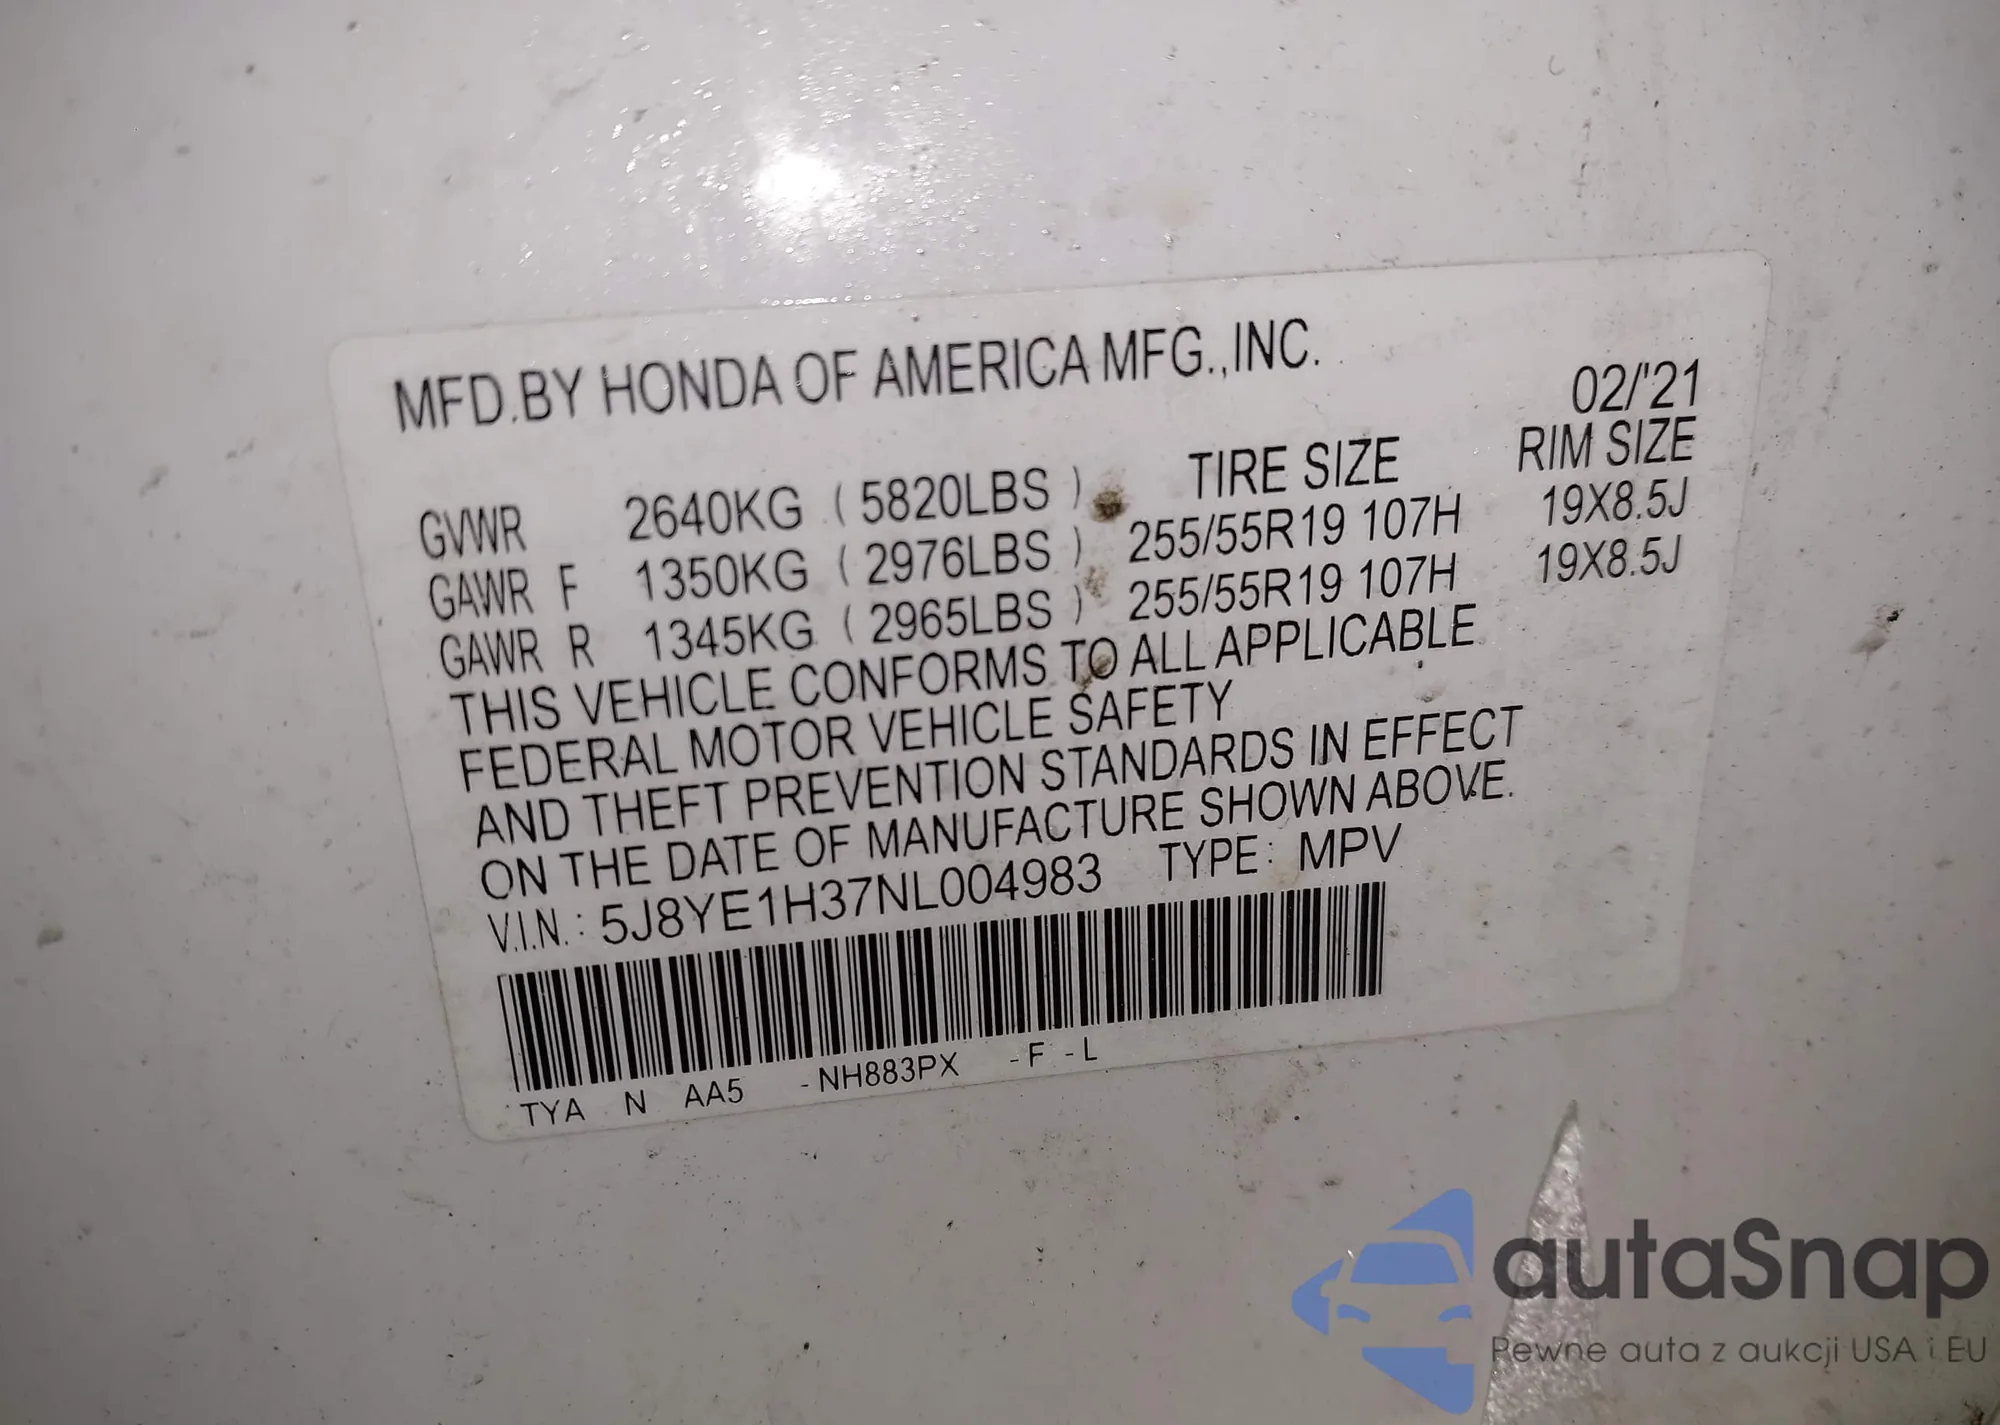 MFD.BY HONDA OF AMERICA MFG.,INC.
02/'21
TIRE SIZE RIM SIZE
GVWR 2640KG (5820LBS)
GAWR F 1350KG (2976LBS) 255/55R19 107H 19X8.5J
GAWR R 1345KG (2965LBS) 255/55R19 107H 19X8.5J
THIS VEHICLE CONFORMS TO ALL APPLICABLE
FEDERAL MOTOR VEHICLE SAFETY
AND THEFT PREVENTION STANDARDS IN EFFECT
ON THE DATE OF MANUFACTURE SHOWN ABOVE.
V.I.N.: 5J8YE1H37NL004983 TYPE: MPV
TYA N AA5 -NH883PX -F -L
autaSnap
Pewne auta z aukcji USA i EU